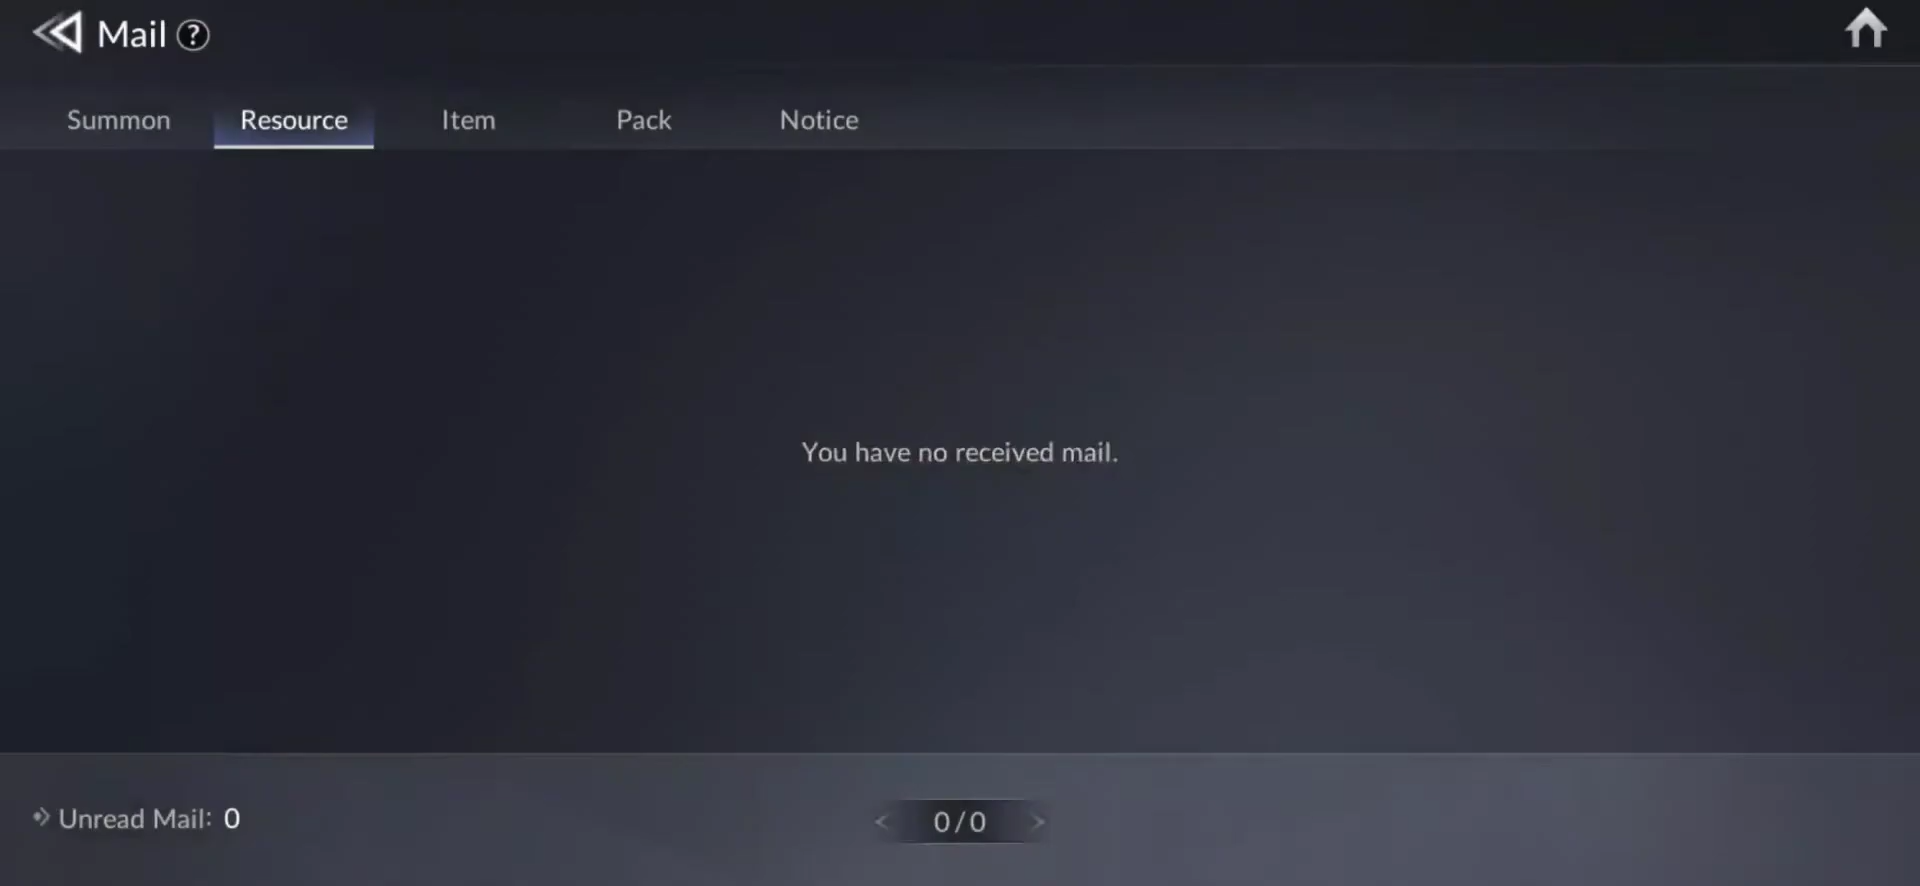 Mail ?
Summon Resource Item Pack Notice
You have no received mail.
Unread Mail: 0
< 0/0 >